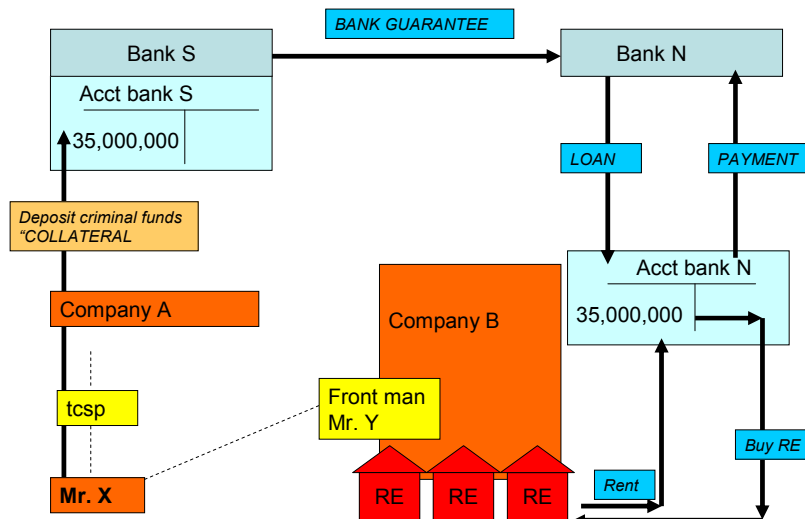 BANK GUARANTEE
Bank S
Bank N
Acct bank S
35,000,000
LOAN
PAYMENT
Deposit criminal funds
“COLLATERAL
Acct bank N
Company A
35,000,000
Company B
tcsp
Front man
Mr. Y
Buy RE
Mr. X
RE
RE
RE
Rent